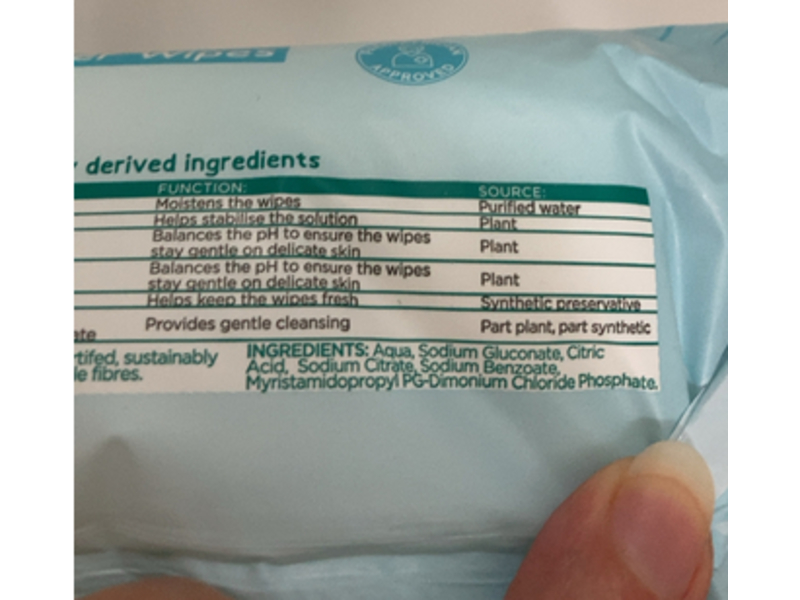 Wipes
APPROVED
derived ingredients
FUNCTION: SOURCE:
Moistens the wipes Purified water
Helps stabilise the solution Plant
Balances the pH to ensure the wipes
stay gentle on delicate skin Plant
Balances the pH to ensure the wipes
stay gentle on delicate skin Plant
Helps keep the wipes fresh Synthetic preservative
Provides gentle cleansing Part plant, part synthetic
tifed, sustainably
le fibres.
INGREDIENTS: Aqua, Sodium Gluconate, Citric
Acid, Sodium Citrate, Sodium Benzoate,
Myristamidopropyl PG-Dimonium Chloride Phosphate.